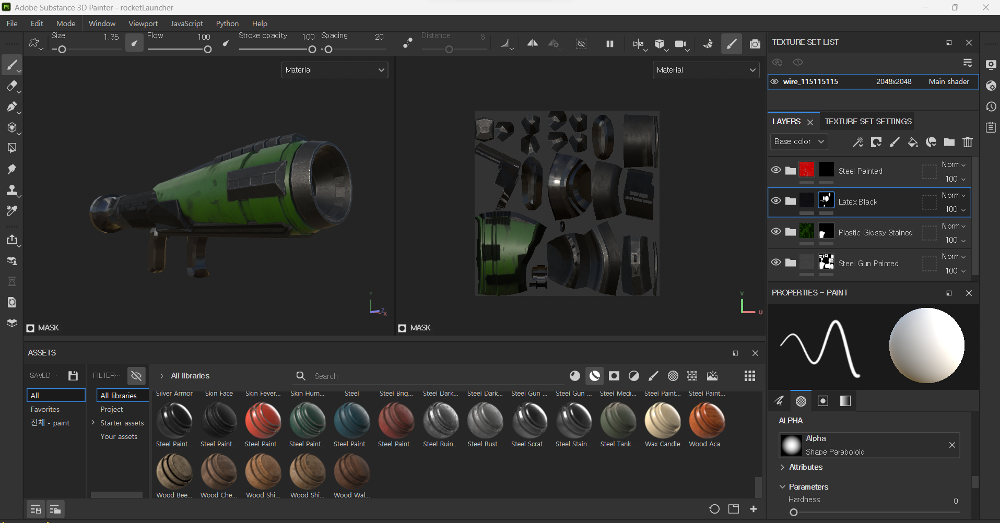 Pt Adobe Substance 3D Painter - rocketLauncher
File Edit Mode Window Viewport JavaScript Python Help
Size 1,35 Flow 100 Stroke opacity 100 Spacing 20 Distance 8
Material
Material
Y
Z
X
V
U
MASK
MASK
TEXTURE SET LIST
wire_115115115 2048x2048 Main shader
LAYERS TEXTURE SET SETTINGS
Base color
Steel Painted Norm 100
Latex Black Norm 100
Plastic Glossy Stained Norm 100
Steel Gun Painted Norm 100
PROPERTIES - PAINT
ALPHA
Alpha
Shape Paraboloid
Attributes
Parameters
Hardness 0
ASSETS
SAVED··· FILTER··· All libraries Search
All
Favorites
전체 - paint
All libraries
Project
Starter assets
Your assets
Silver Armor Skin Face Skin Fever... Skin Hum... Steel Steel Brig... Steel Dark... Steel Dark... Steel Gun ... Steel Gun ... Steel Medi... Steel Paint... Steel Paint...
Steel Paint... Steel Paint... Steel Paint... Steel Paint... Steel Paint... Steel Paint... Steel Ruin... Steel Rust... Steel Scrat... Steel Stain... Steel Tank... Wax Candle Wood Aca...
Wood Bee... Wood Che... Wood Shi... Wood Shi... Wood Wal...